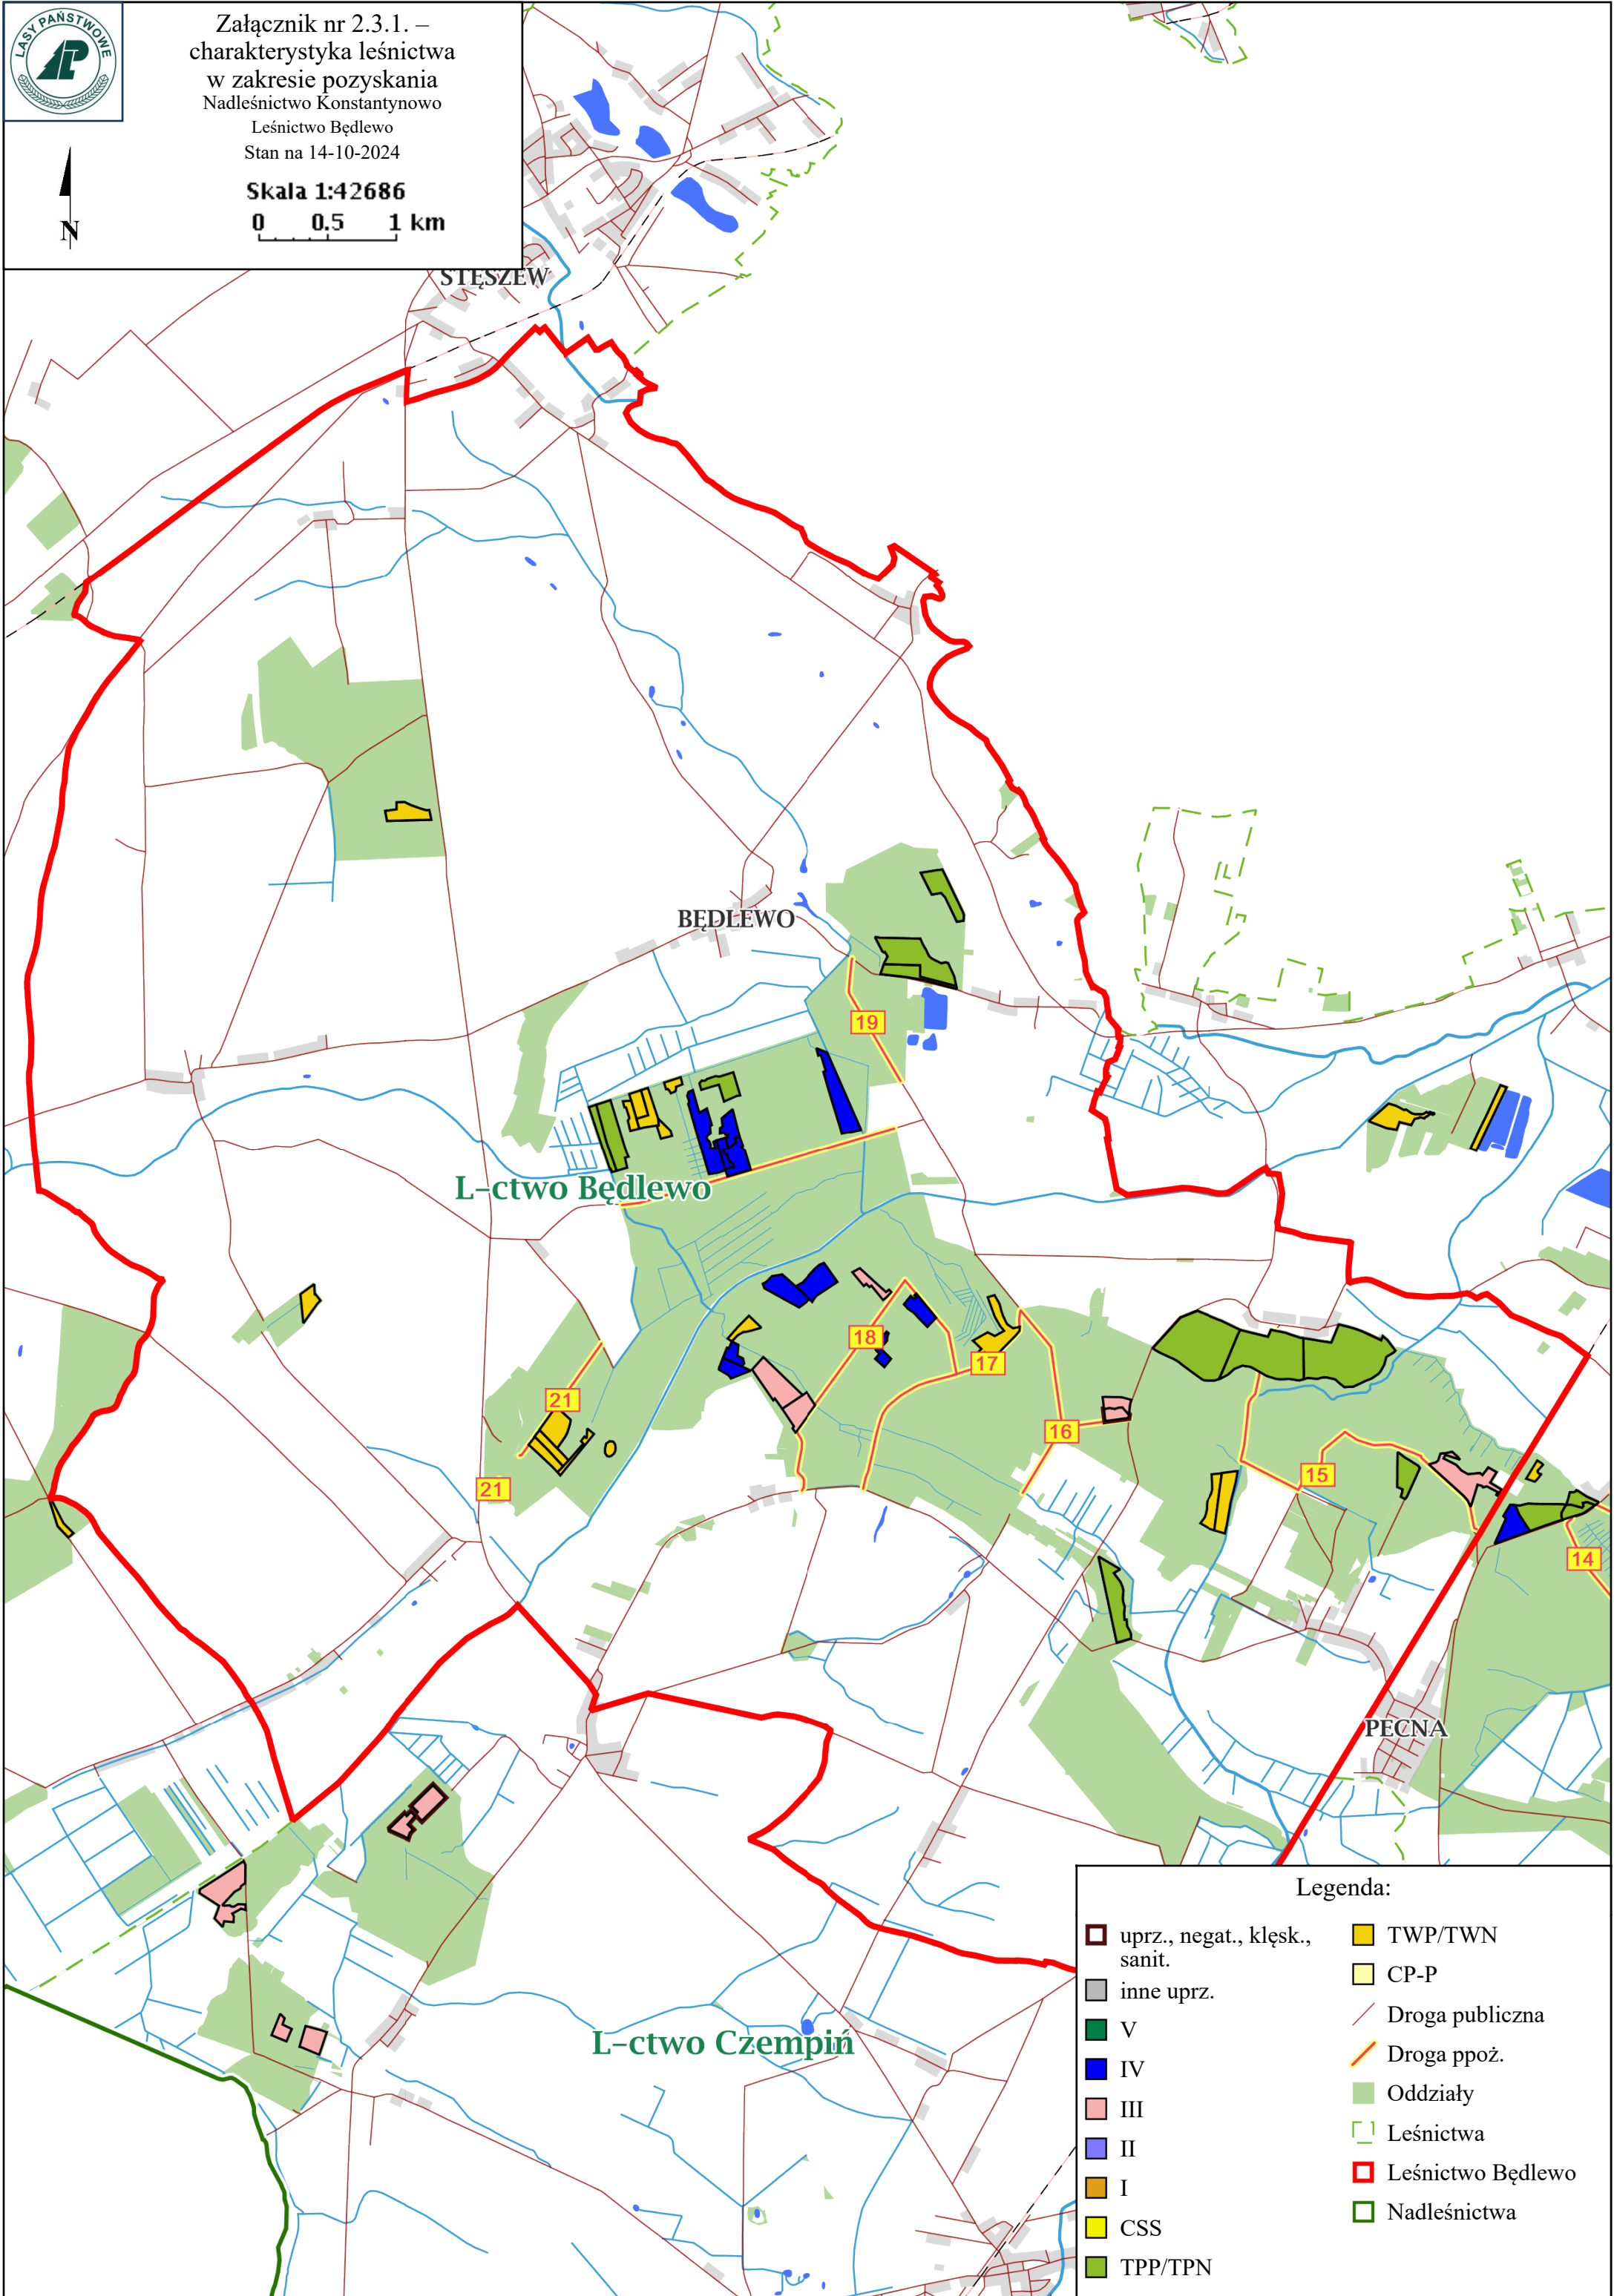 LASY PAŃSTWOWE
Załącznik nr 2.3.1. –
charakterystyka leśnictwa
w zakresie pozyskania
Nadleśnictwo Konstantynowo
Leśnictwo Będlewo
Stan na 14-10-2024
Skala 1:42686
0 0.5 1 km
N
STĘSZEW
BĘDLEWO
19
L-ctwo Będlewo
18
17
21
16
15
21
14
PECNA
L-ctwo Czempiń
Legenda:
uprz., negat., klęsk.,
sanit.
inne uprz.
V
IV
III
II
I
CSS
TPP/TPN
TWP/TWN
CP-P
Droga publiczna
Droga ppoż.
Oddziały
Leśnictwa
Leśnictwo Będlewo
Nadleśnictwa